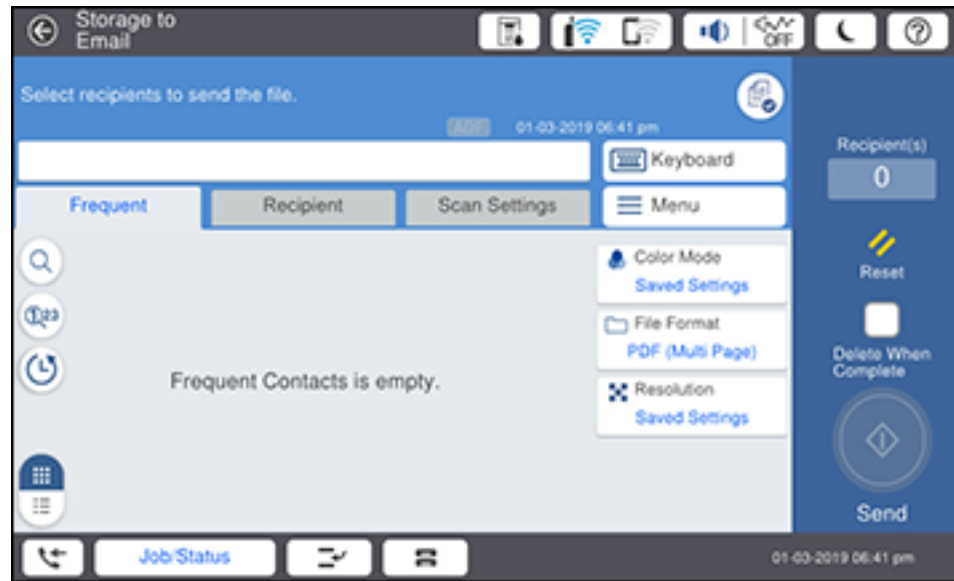 Storage to
Email
OFF
Select recipients to send the file.
ADF 01-03-2019 06:41 pm
Keyboard
Recipient(s)
0
Frequent Recipient Scan Settings Menu
Color Mode
Saved Settings
Reset
123
File Format
PDF (Multi Page)
Delete When
Complete
Frequent Contacts is empty.
Resolution
Saved Settings
Send
Job/Status
01-03-2019 06:41 pm